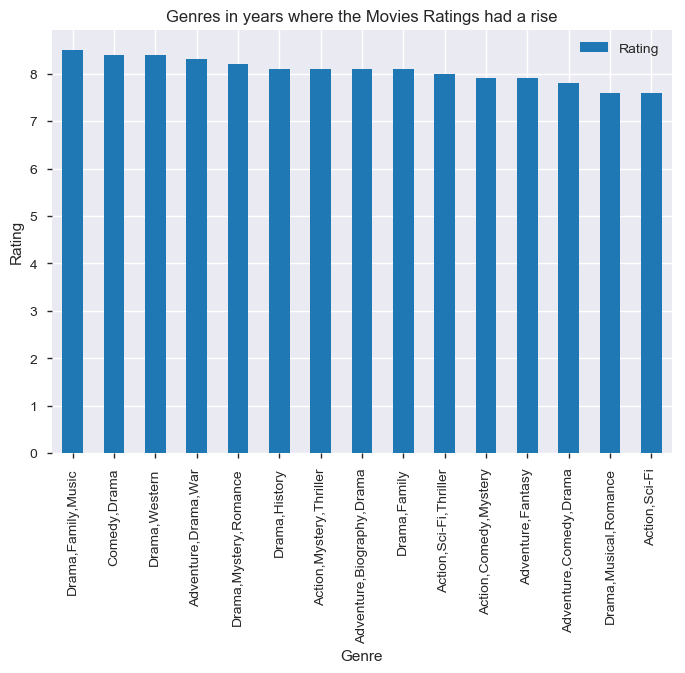 Genres in years where the Movies Ratings had a rise
Rating
Rating
8
7
6
5
4
3
2
1
0
Drama,Family,Music
Comedy,Drama
Drama,Western
Adventure,Drama,War
Drama,Mystery,Romance
Drama,History
Action,Mystery,Thriller
Adventure,Biography,Drama
Drama,Family
Action,Sci-Fi,Thriller
Action,Comedy,Mystery
Adventure,Fantasy
Adventure,Comedy,Drama
Drama,Musical,Romance
Action,Sci-Fi
Genre